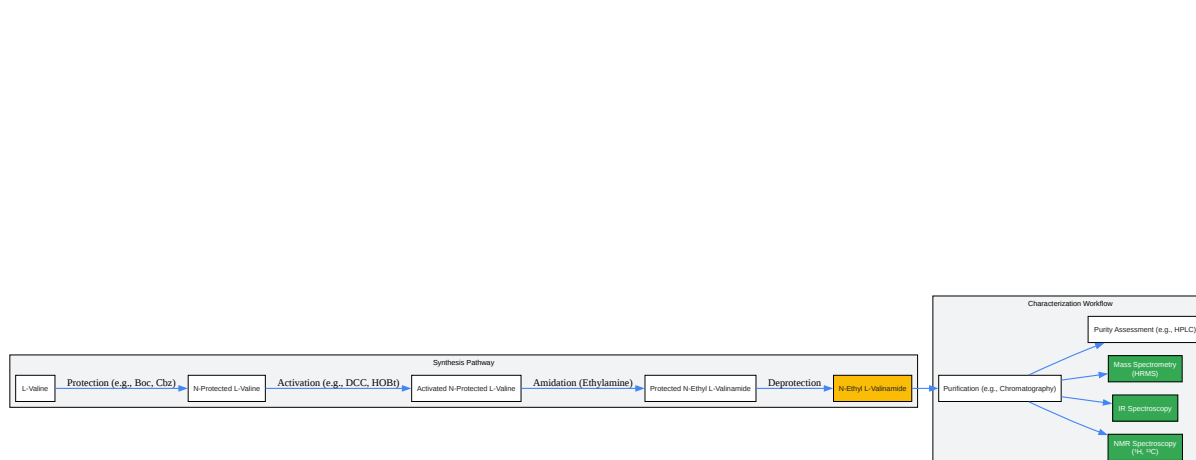 Characterization Workflow
Purity Assessment (e.g., HPLC)
Synthesis Pathway
Mass Spectrometry
(HRMS)
L-Valine
Protection (e.g., Boc, Cbz)
N-Protected L-Valine
Activation (e.g., DCC, HOBt)
Activated N-Protected L-Valine
Amidation (Ethylamine)
Protected N-Ethyl L-Valinamide
Deprotection
N-Ethyl L-Valinamide
Purification (e.g., Chromatography)
IR Spectroscopy
NMR Spectroscopy
(¹H, ¹³C)